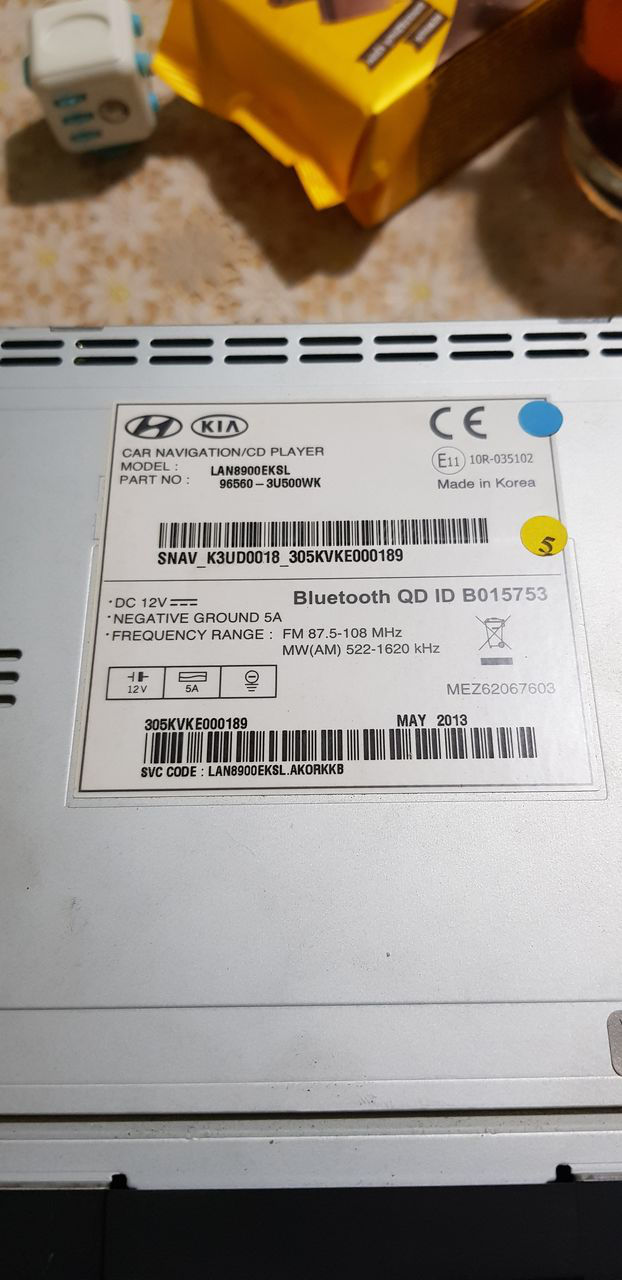 HYUNDAI KIA
CE
CAR NAVIGATION/CD PLAYER
MODEL : LAN8900EKSL
PART NO : 96560-3U500WK
E11 10R-035102
Made in Korea
SNAV_K3UD0018_305KVKE000189
5
· DC 12V
Bluetooth QD ID B015753
· NEGATIVE GROUND 5A
· FREQUENCY RANGE : FM 87.5-108 MHz
MW(AM) 522-1620 kHz
12V 5A
MEZ62067603
305KVKE000189 MAY 2013
SVC CODE : LAN8900EKSL.AKORKKB